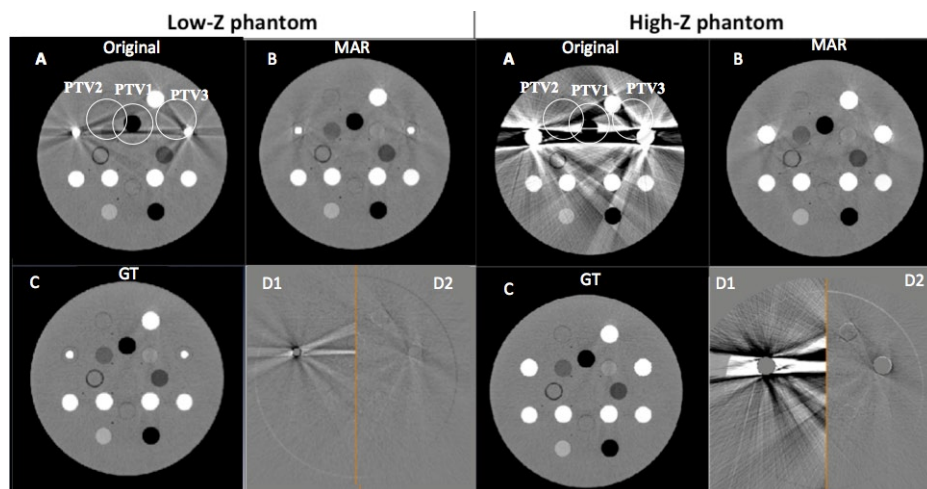 Low-Z phantom
High-Z phantom
A
Original
B
MAR
PTV2
PTV1
PTV3
A
Original
B
MAR
PTV2
PTV1
PTV3
C
GT
D1
D2
C
GT
D1
D2